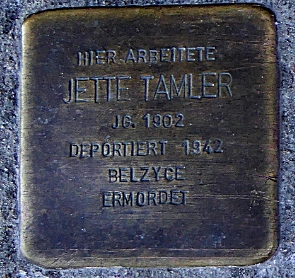 HIER ARBEITETE
JETTE TAMLER
JG. 1902
DEPORTIERT 1942
BELZYCE
ERMORDET